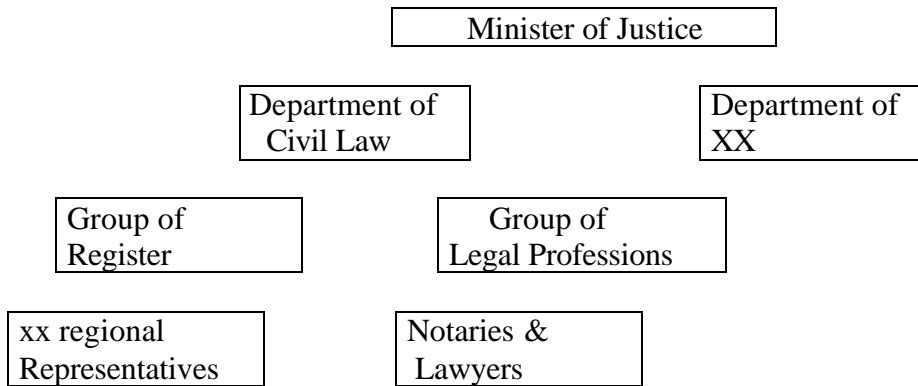 Minister of Justice
Department of
Civil Law
Department of
XX
Group of
Register
Group of
Legal Professions
xx regional
Representatives
Notaries &
Lawyers